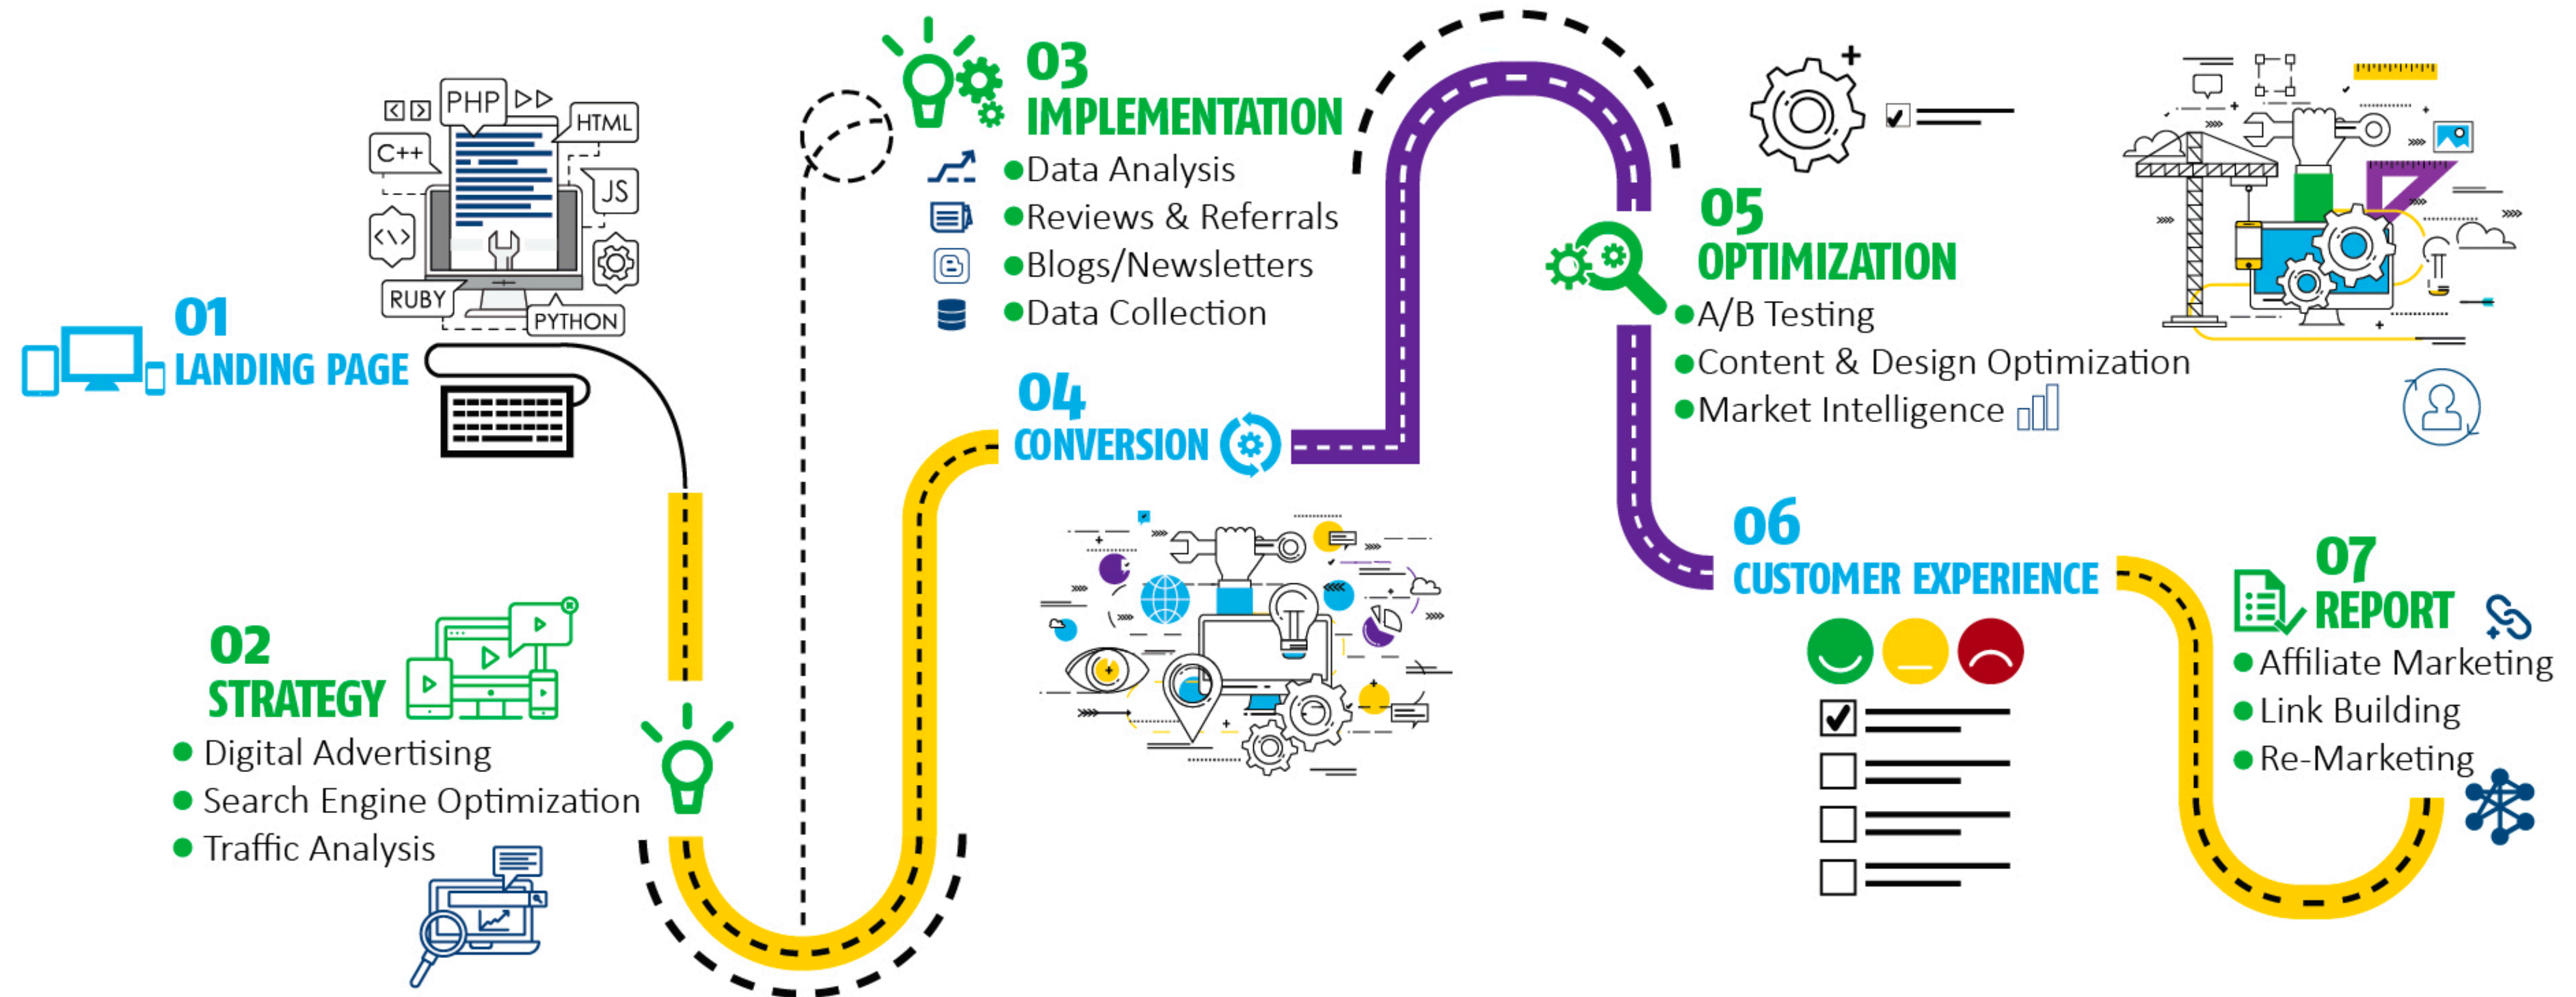 PHP
HTML
C++
JS
<\>
RUBY
PYTHON
01
LANDING PAGE
02
STRATEGY
Digital Advertising
Search Engine Optimization
Traffic Analysis
03
IMPLEMENTATION
Data Analysis
Reviews & Referrals
Blogs/Newsletters
Data Collection
04
CONVERSION
05
OPTIMIZATION
A/B Testing
Content & Design Optimization
Market Intelligence
06
CUSTOMER EXPERIENCE
07
REPORT
Affiliate Marketing
Link Building
Re-Marketing